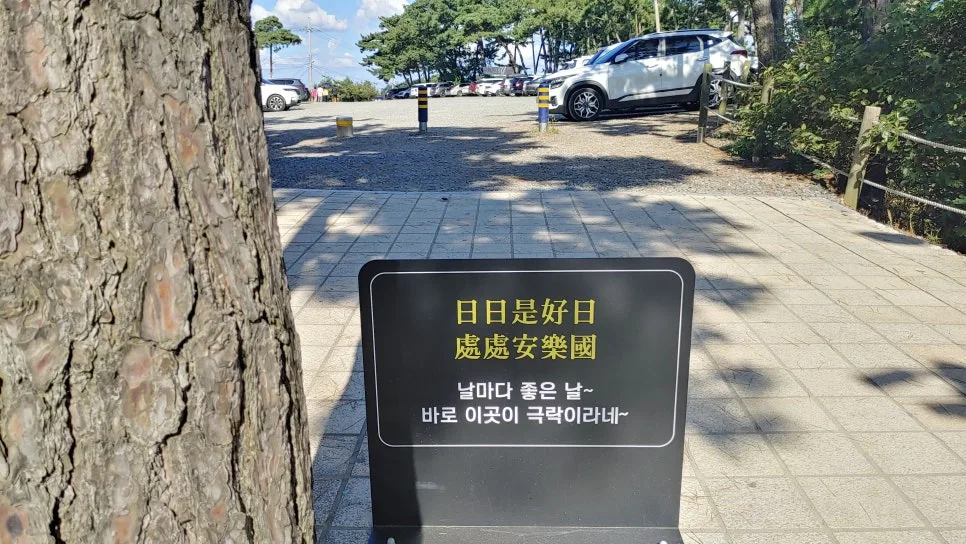 日日是好日
處處安樂國
날마다 좋은 날~
바로 이곳이 극락이라네~